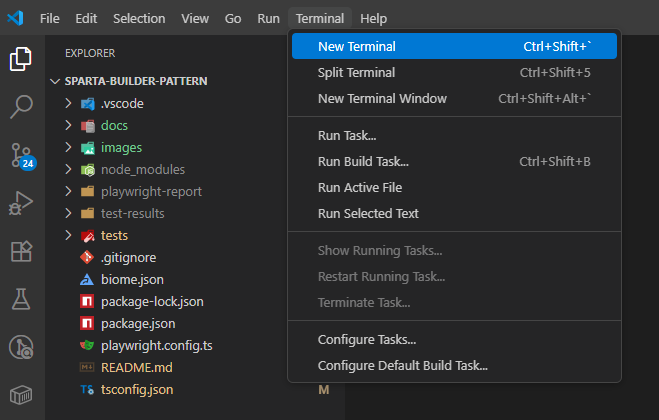 File Edit Selection View Go Run Terminal Help
EXPLORER
SPARTA-BUILDER-PATTERN
.vscode
docs
images
node_modules
playwright-report
test-results
tests
.gitignore
biome.json
package-lock.json
package.json
playwright.config.ts
README.md
tsconfig.json M
24
New Terminal Ctrl+Shift+`
Split Terminal Ctrl+Shift+5
New Terminal Window Ctrl+Shift+Alt+`
Run Task...
Run Build Task... Ctrl+Shift+B
Run Active File
Run Selected Text
Show Running Tasks...
Restart Running Task...
Terminate Task...
Configure Tasks...
Configure Default Build Task...